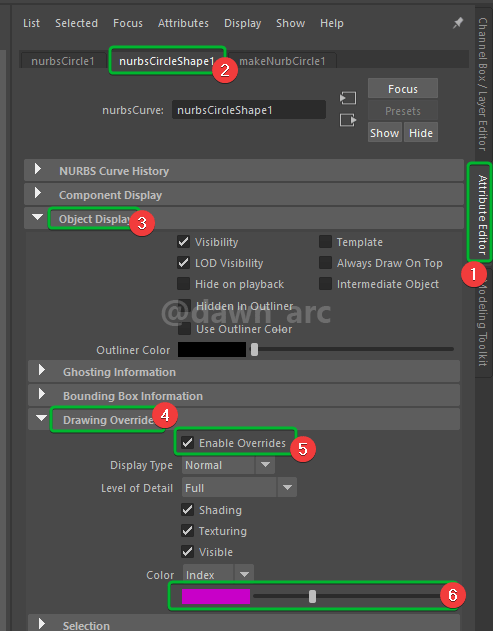 List Selected Focus Attributes Display Show Help
nurbsCircle1 nurbsCircleShape1 makeNurbCircle1
2
nurbsCurve: nurbsCircleShape1
Focus
Presets
Show Hide
Channel Box / Layer Editor
Attribute Editor
1
Modeling Toolkit
NURBS Curve History
Component Display
Object Display 3
Visibility Template
LOD Visibility Always Draw On Top
Hide on playback Intermediate Object
Hidden In Outliner
@dawn_arc
Use Outliner Color
Outliner Color
Ghosting Information
Bounding Box Information
Drawing Overrides 4
Enable Overrides 5
Display Type Normal
Level of Detail Full
Shading
Texturing
Visible
Color Index
6
Selection